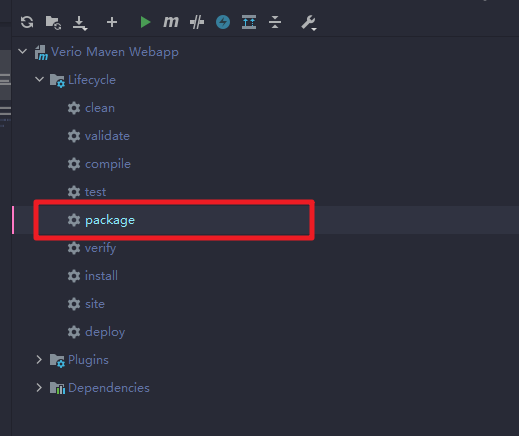 Verio Maven Webapp
Lifecycle
clean
validate
compile
test
package
verify
install
site
deploy
Plugins
Dependencies